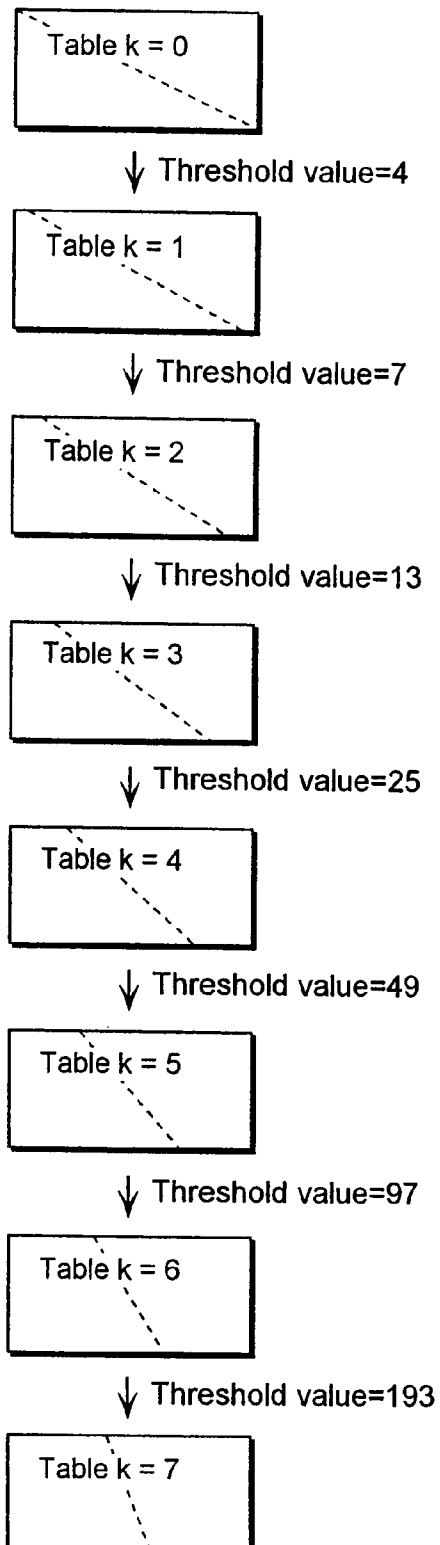 Table k = 0
Threshold value=4
Table k = 1
Threshold value=7
Table k = 2
Threshold value=13
Table k = 3
Threshold value=25
Table k = 4
Threshold value=49
Table k = 5
Threshold value=97
Table k = 6
Threshold value=193
Table k = 7